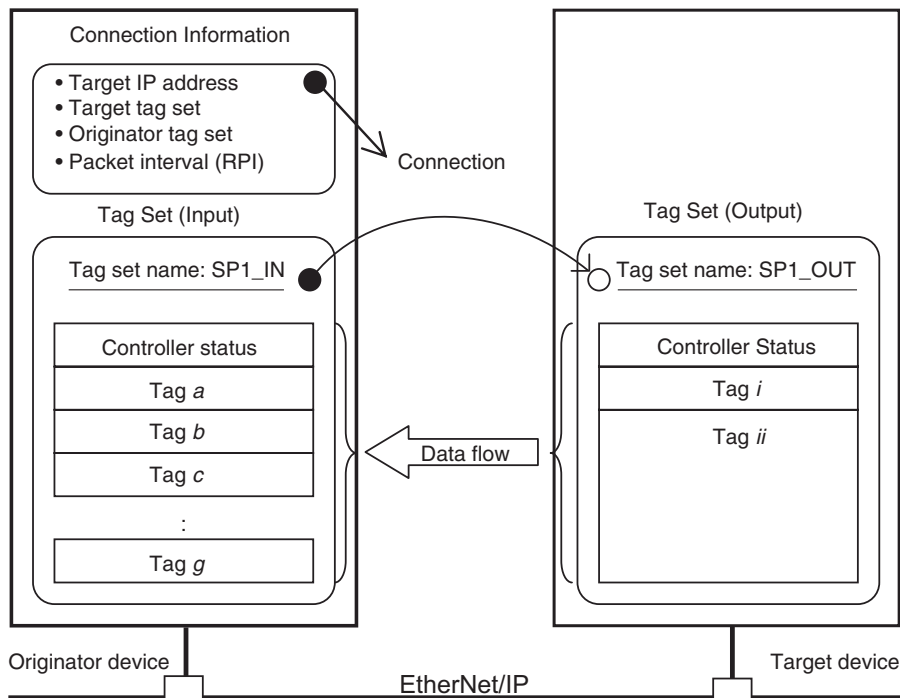 Connection Information
• Target IP address
• Target tag set
• Originator tag set
• Packet interval (RPI)
Connection
Tag Set (Input)
Tag set name: SP1_IN
Controller status
Tag a
Tag b
Tag c
:
Tag g
Data flow
Tag Set (Output)
Tag set name: SP1_OUT
Controller Status
Tag i
Tag ii
Originator device
EtherNet/IP
Target device